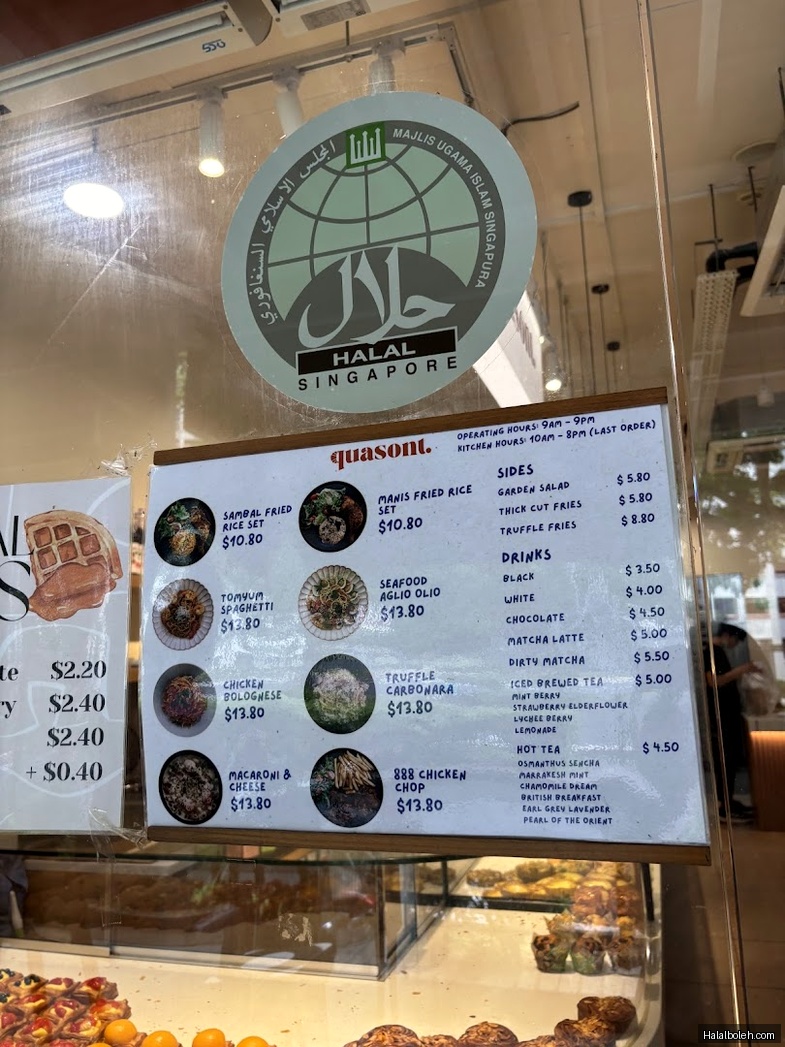 المجلس الاسلامي السنغافوري
MAJLIS UGAMA ISLAM SINGAPURA
حلال
HALAL
SINGAPORE
quasont.
OPERATING HOURS: 9AM - 9PM
KITCHEN HOURS: 10AM - 8PM (LAST ORDER)
SAMBAL FRIED
RICE SET
$10.80
MANIS FRIED RICE
SET
$10.80
TOMYUM
SPAGHETTI
$13.80
SEAFOOD
AGLIO OLIO
$13.80
CHICKEN
BOLOGNESE
$13.80
TRUFFLE
CARBONARA
$13.80
MACARONI &
CHEESE
$13.80
888 CHICKEN
CHOP
$13.80
SIDES
GARDEN SALAD $ 5.80
THICK CUT FRIES $ 5.80
TRUFFLE FRIES $ 8.80
DRINKS
BLACK $ 3.50
WHITE $ 4.00
CHOCOLATE $ 4.50
MATCHA LATTE $ 5.00
DIRTY MATCHA $ 5.50
ICED BREWED TEA $ 5.00
MINT BERRY
STRAWBERRY ELDERFLOWER
LYCHEE BERRY
LEMONADE
HOT TEA $ 4.50
OSMANTHUS SENCHA
MARRAKESH MINT
CHAMOMILE DREAM
BRITISH BREAKFAST
EARL GREY LAVENDER
PEARL OF THE ORIENT
$2.20
$2.40
$2.40
+ $0.40
Halalboleh.com